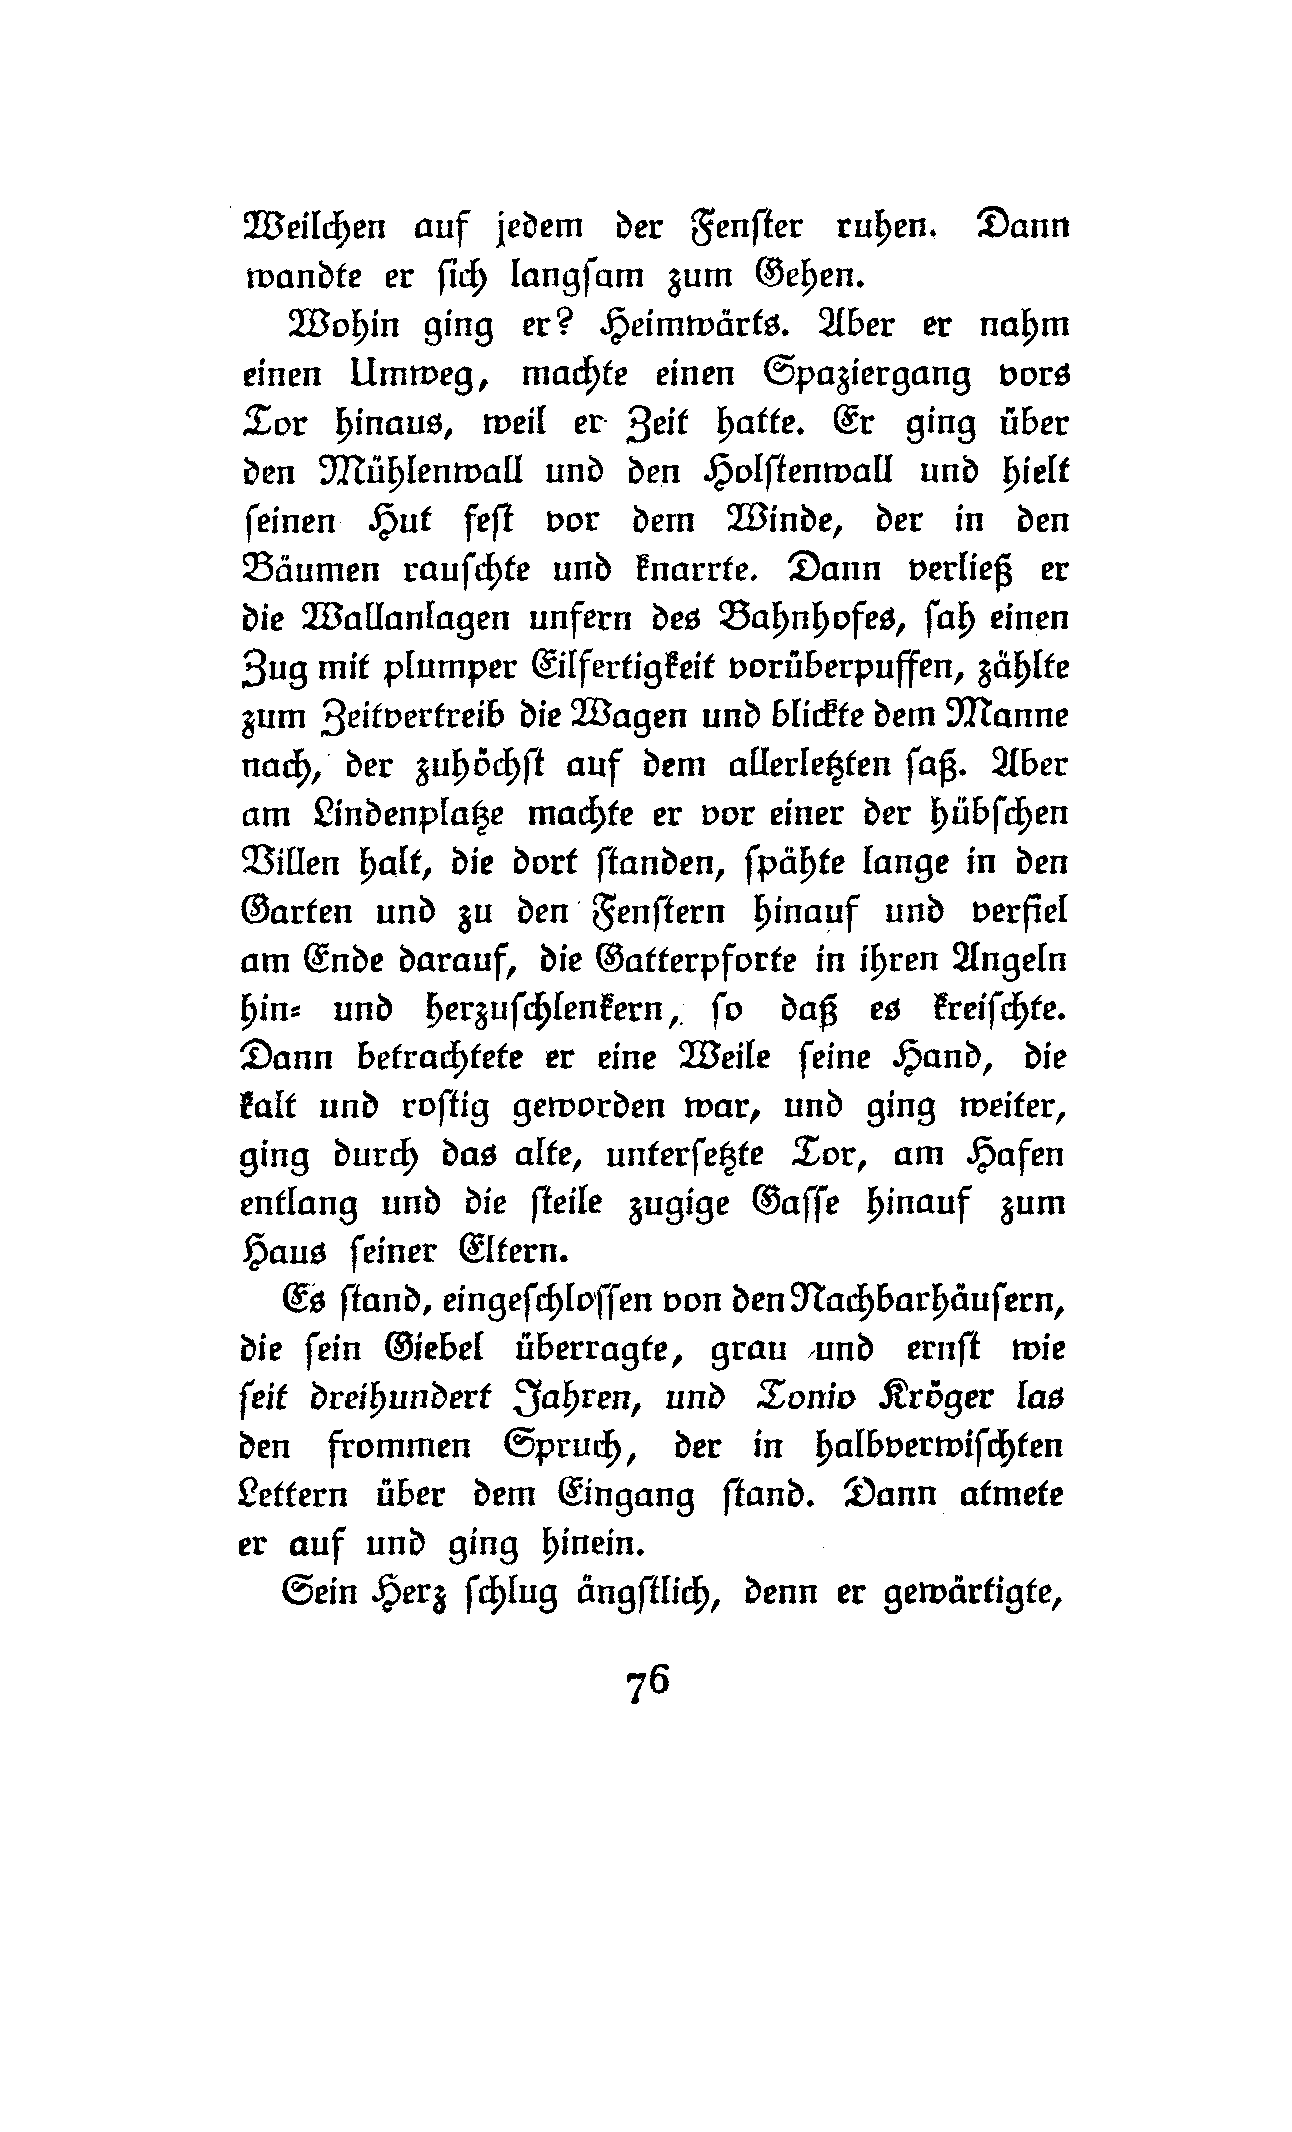 Weilchen auf jedem der Fenſter ruhen. Dann
wandte er ſich langſam zum Gehen.
Wohin ging er? Heimwärts. Aber er nahm
einen Umweg, machte einen Spaziergang vors
Tor hinaus, weil er Zeit hatte. Er ging über
den Mühlenwall und den Holſtenwall und hielt
ſeinen Hut feſt vor dem Winde, der in den
Bäumen rauſchte und knarrte. Dann verließ er
die Wallanlagen unfern des Bahnhofes, ſah einen
Zug mit plumper Eilfertigkeit vorüberpuffen, zählte
zum Zeitvertreib die Wagen und blickte dem Manne
nach, der zuhöchſt auf dem allerletzten ſaß. Aber
am Lindenplatze machte er vor einer der hübſchen
Villen halt, die dort ſtanden, ſpähte lange in den
Garten und zu den Fenſtern hinauf und verfiel
am Ende darauf, die Gatterpforte in ihren Angeln
hin- und herzuſchlenkern, ſo daß es kreiſchte.
Dann betrachtete er eine Weile ſeine Hand, die
kalt und roſtig geworden war, und ging weiter,
ging durch das alte, unterſetzte Tor, am Hafen
entlang und die ſteile zugige Gaſſe hinauf zum
Haus ſeiner Eltern.
Es ſtand, eingeſchloſſen von den Nachbarhäuſern,
die ſein Giebel überragte, grau und ernſt wie
ſeit dreihundert Jahren, und Tonio Kröger las
den frommen Spruch, der in halbverwiſchten
Lettern über dem Eingang ſtand. Dann atmete
er auf und ging hinein.
Sein Herz ſchlug ängſtlich, denn er gewärtigte,
76